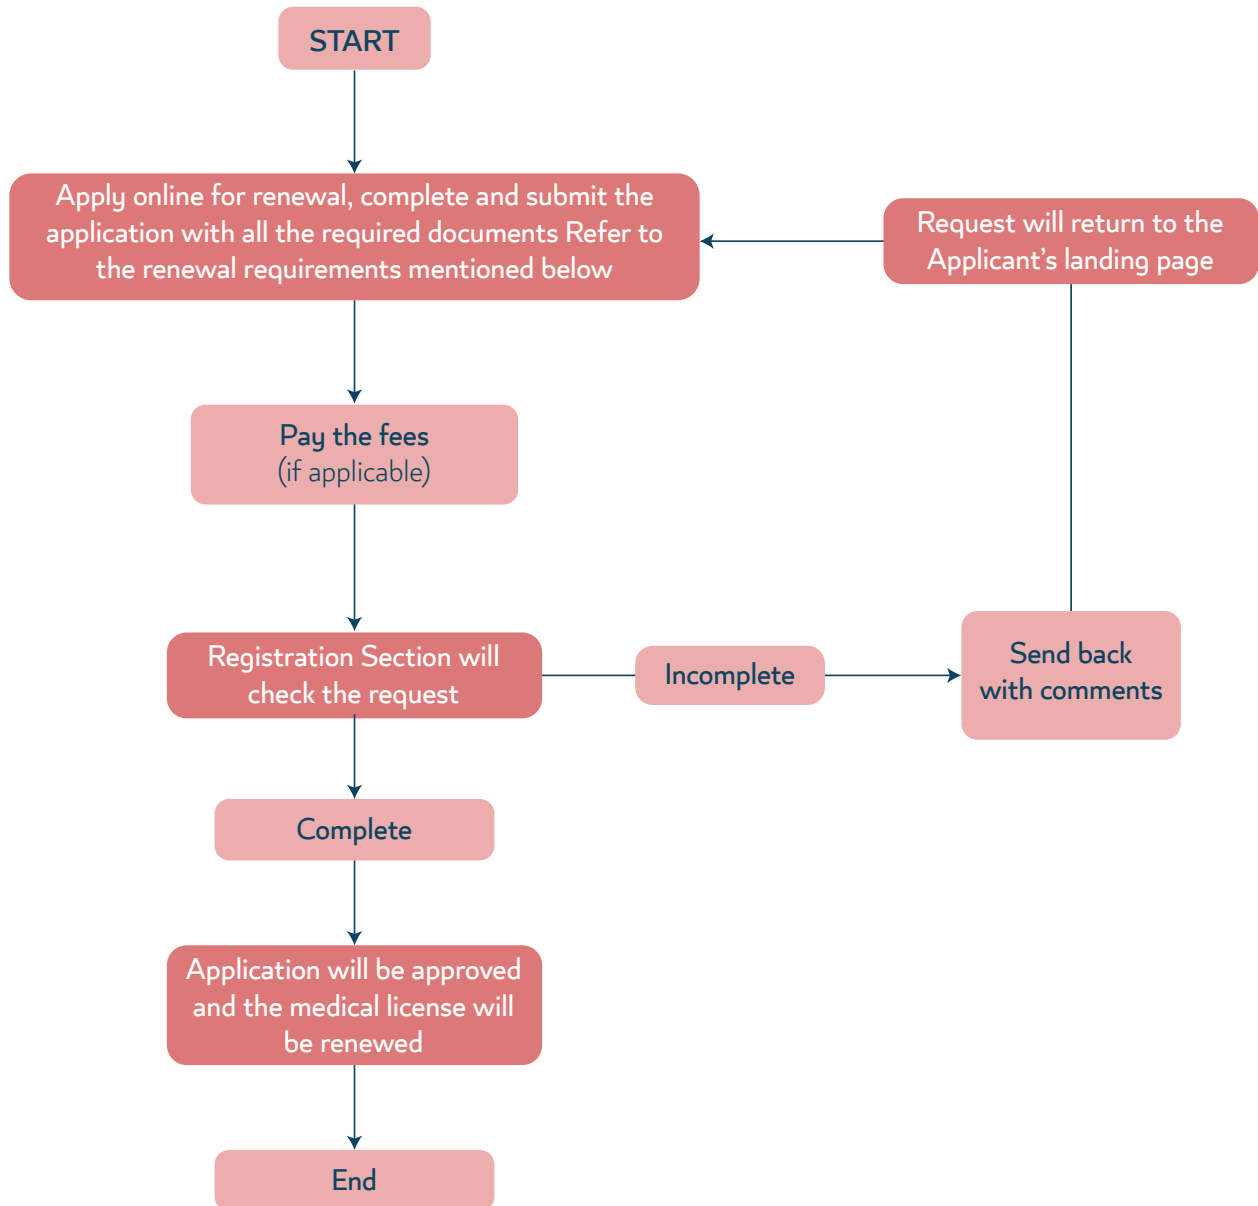 START
Apply online for renewal, complete and submit the
application with all the required documents Refer to
the renewal requirements mentioned below
Request will return to the
Applicant’s landing page
Pay the fees
(if applicable)
Registration Section will
check the request
Incomplete
Send back
with comments
Complete
Application will be approved
and the medical license will
be renewed
End